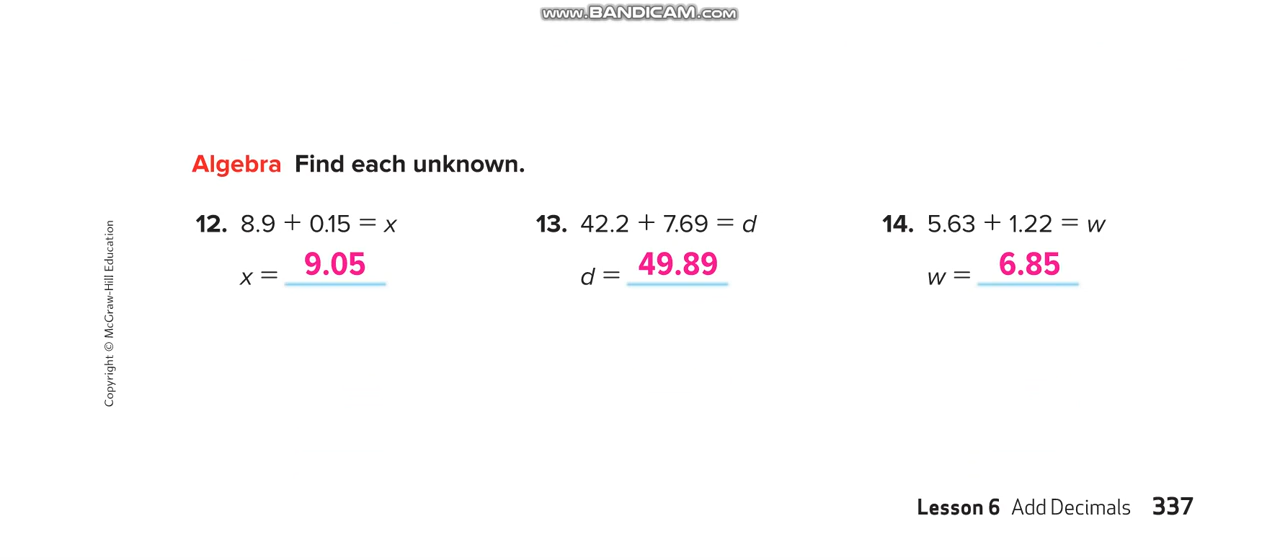 www.BANDICAM.com
Algebra Find each unknown.
12. 8.9 + 0.15 = x
x = 9.05
13. 42.2 + 7.69 = d
d = 49.89
14. 5.63 + 1.22 = w
w = 6.85
Copyright © McGraw-Hill Education
Lesson 6 Add Decimals 337